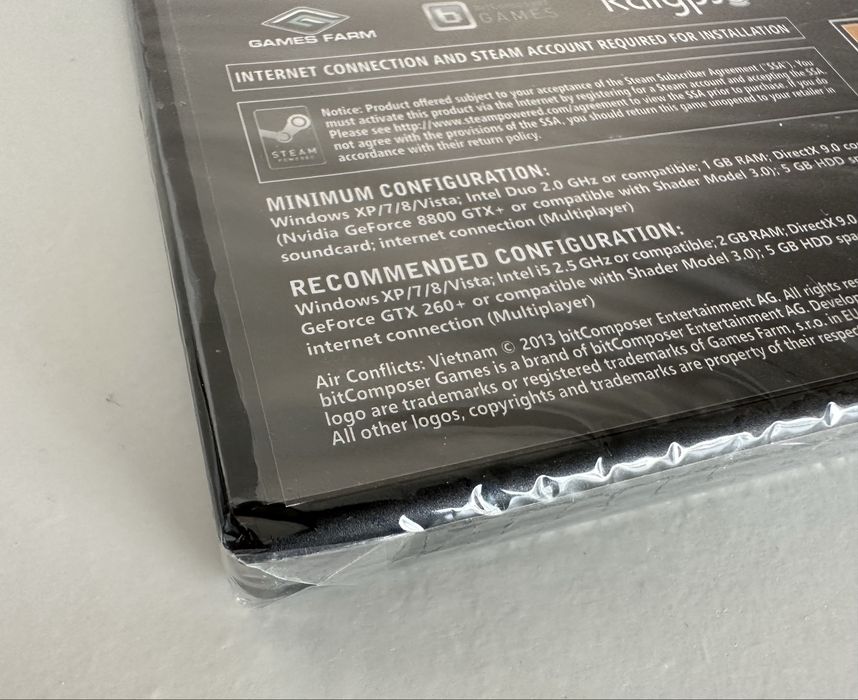 GAMES FARM
GAMES
Kalypso
INTERNET CONNECTION AND STEAM ACCOUNT REQUIRED FOR INSTALLATION
Notice: Product offered subject to your acceptance of the Steam Subscriber Agreement ("SSA"). You
must activate this product via the Internet by registering for a Steam account and accepting the SSA.
Please see http://www.steampowered.com/agreement to view the SSA prior to purchase. If you do
not agree with the provisions of the SSA, you should return this game unopened to your retailer in
accordance with their return policy.
STEAM
POWERED
MINIMUM CONFIGURATION:
Windows XP/7/8/Vista; Intel Duo 2.0 GHz or compatible; 1 GB RAM; DirectX 9.0
(Nvidia GeForce 8800 GTX+ or compatible with Shader Model 3.0); 5 GB HDD
soundcard; internet connection (Multiplayer)
RECOMMENDED CONFIGURATION:
Windows XP/7/8/Vista; Intel i5 2.5 GHz or compatible; 2 GB RAM; DirectX 9.0
GeForce GTX 260+ or compatible with Shader Model 3.0); 5 GB HDD spa
internet connection (Multiplayer)
Air Conflicts: Vietnam © 2013 bitComposer Entertainment AG. All rights res
bitComposer Games is a brand of bitComposer Entertainment AG. Develop
logo are trademarks or registered trademarks of Games Farm, s.r.o. in EU
All other logos, copyrights and trademarks are property of their respec